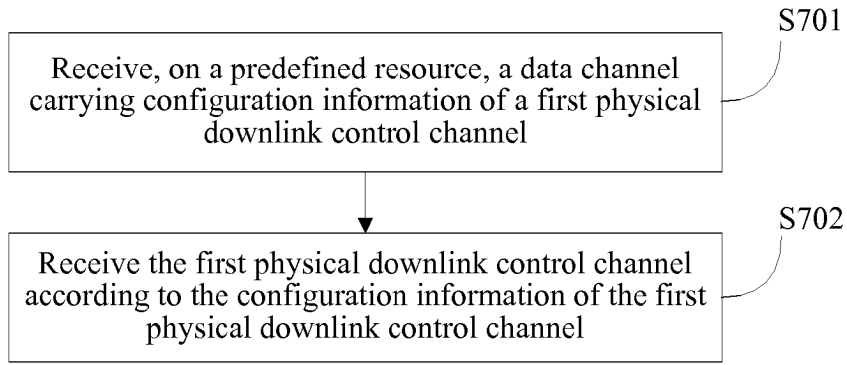 S701
Receive, on a predefined resource, a data channel
carrying configuration information of a first physical
downlink control channel
S702
Receive the first physical downlink control channel
according to the configuration information of the first
physical downlink control channel